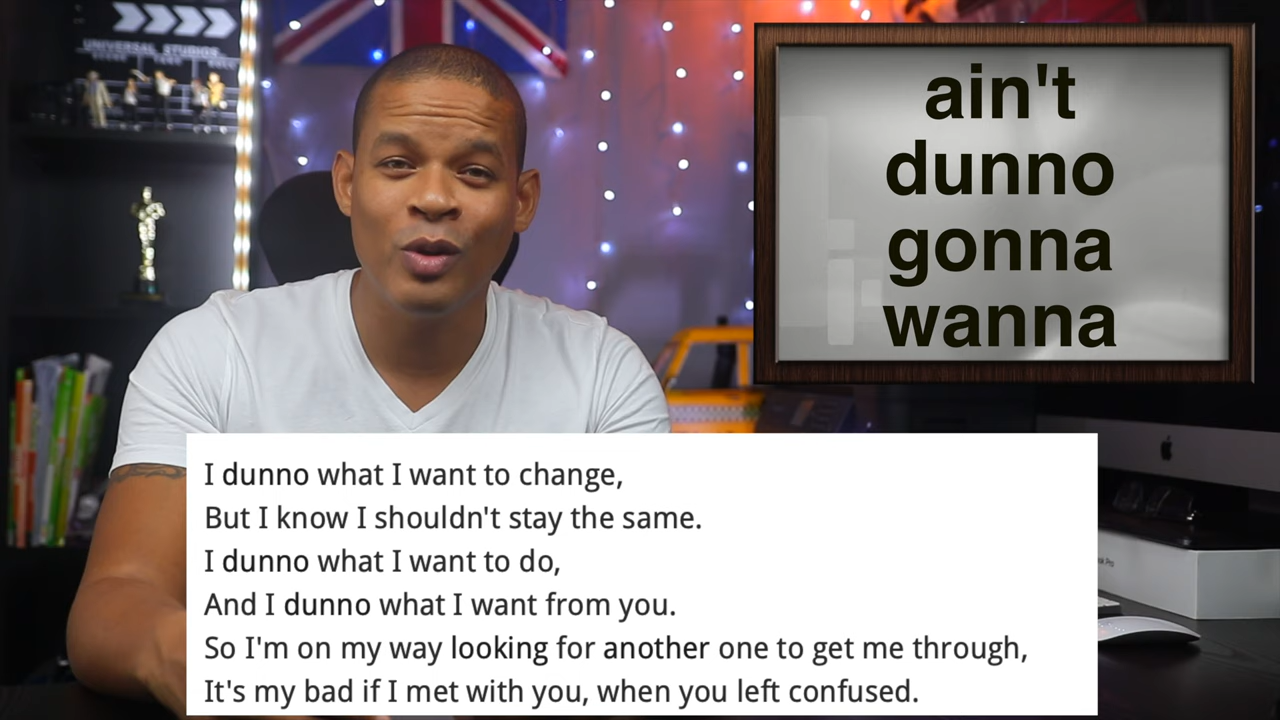 UNIVERSAL STUDIOS
ain't
dunno
gonna
wanna
I dunno what I want to change,
But I know I shouldn't stay the same.
I dunno what I want to do,
And I dunno what I want from you.
So I'm on my way looking for another one to get me through,
It's my bad if I met with you, when you left confused.